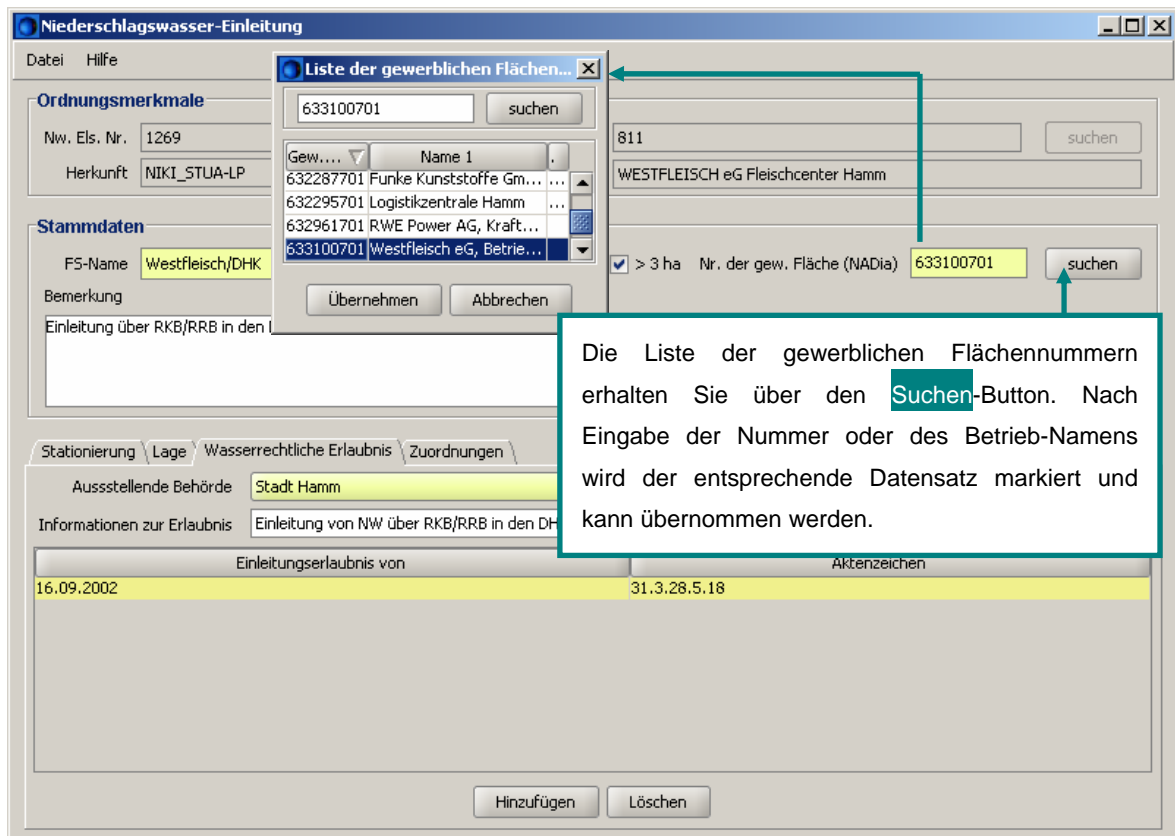 Niederschlagswasser-Einleitung
Datei Hilfe
Liste der gewerblichen Flächen...
633100701 suchen
Gew.... Name 1 .
632287701 Funke Kunststoffe Gm... ...
632295701 Logistikzentrale Hamm ...
632961701 RWE Power AG, Kraft...
633100701 Westfleisch eG, Betrie...
Übernehmen Abbrechen
Ordnungsmerkmale
Nw. Els. Nr. 1269 811 suchen
Herkunft NIKI_STUA-LP WESTFLEISCH eG Fleischcenter Hamm
Stammdaten
FS-Name Westfleisch/DHK > 3 ha Nr. der gew. Fläche (NADia) 633100701 suchen
Bemerkung
Einleitung über RKB/RRB in den
Die Liste der gewerblichen Flächennummern
erhalten Sie über den Suchen-Button. Nach
Eingabe der Nummer oder des Betrieb-Namens
wird der entsprechende Datensatz markiert und
kann übernommen werden.
Stationierung Lage Wasserrechtliche Erlaubnis Zuordnungen
Aussstellende Behörde Stadt Hamm
Informationen zur Erlaubnis Einleitung von NW über RKB/RRB in den DH
Einleitungserlaubnis von Aktenzeichen
16.09.2002 31.3.28.5.18
Hinzufügen Löschen